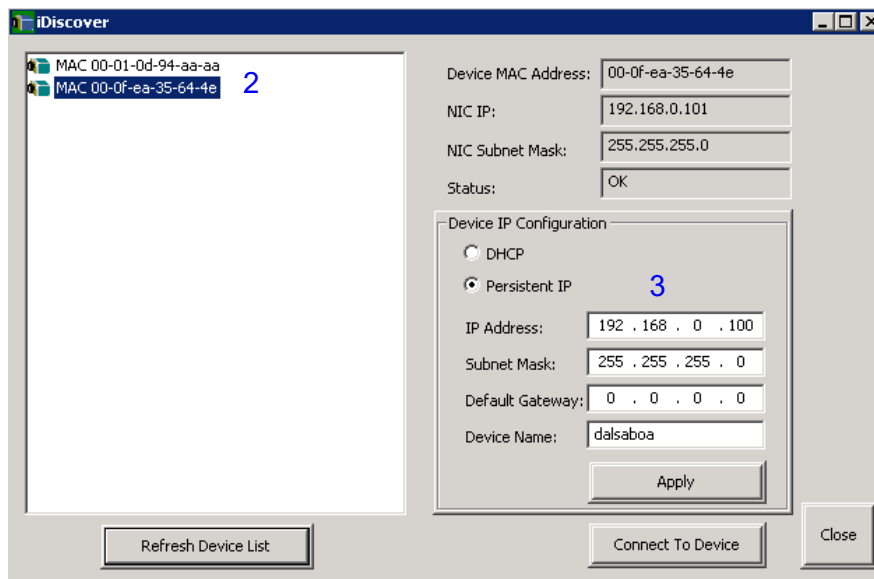 iDiscover
MAC 00-01-0d-94-aa-aa
MAC 00-0f-ea-35-64-4e
2
Refresh Device List
Device MAC Address: 00-0f-ea-35-64-4e
NIC IP: 192.168.0.101
NIC Subnet Mask: 255.255.255.0
Status: OK
Device IP Configuration
DHCP
Persistent IP
3
IP Address: 192 . 168 . 0 . 100
Subnet Mask: 255 . 255 . 255 . 0
Default Gateway: 0 . 0 . 0 . 0
Device Name: dalsaboa
Apply
Connect To Device
Close